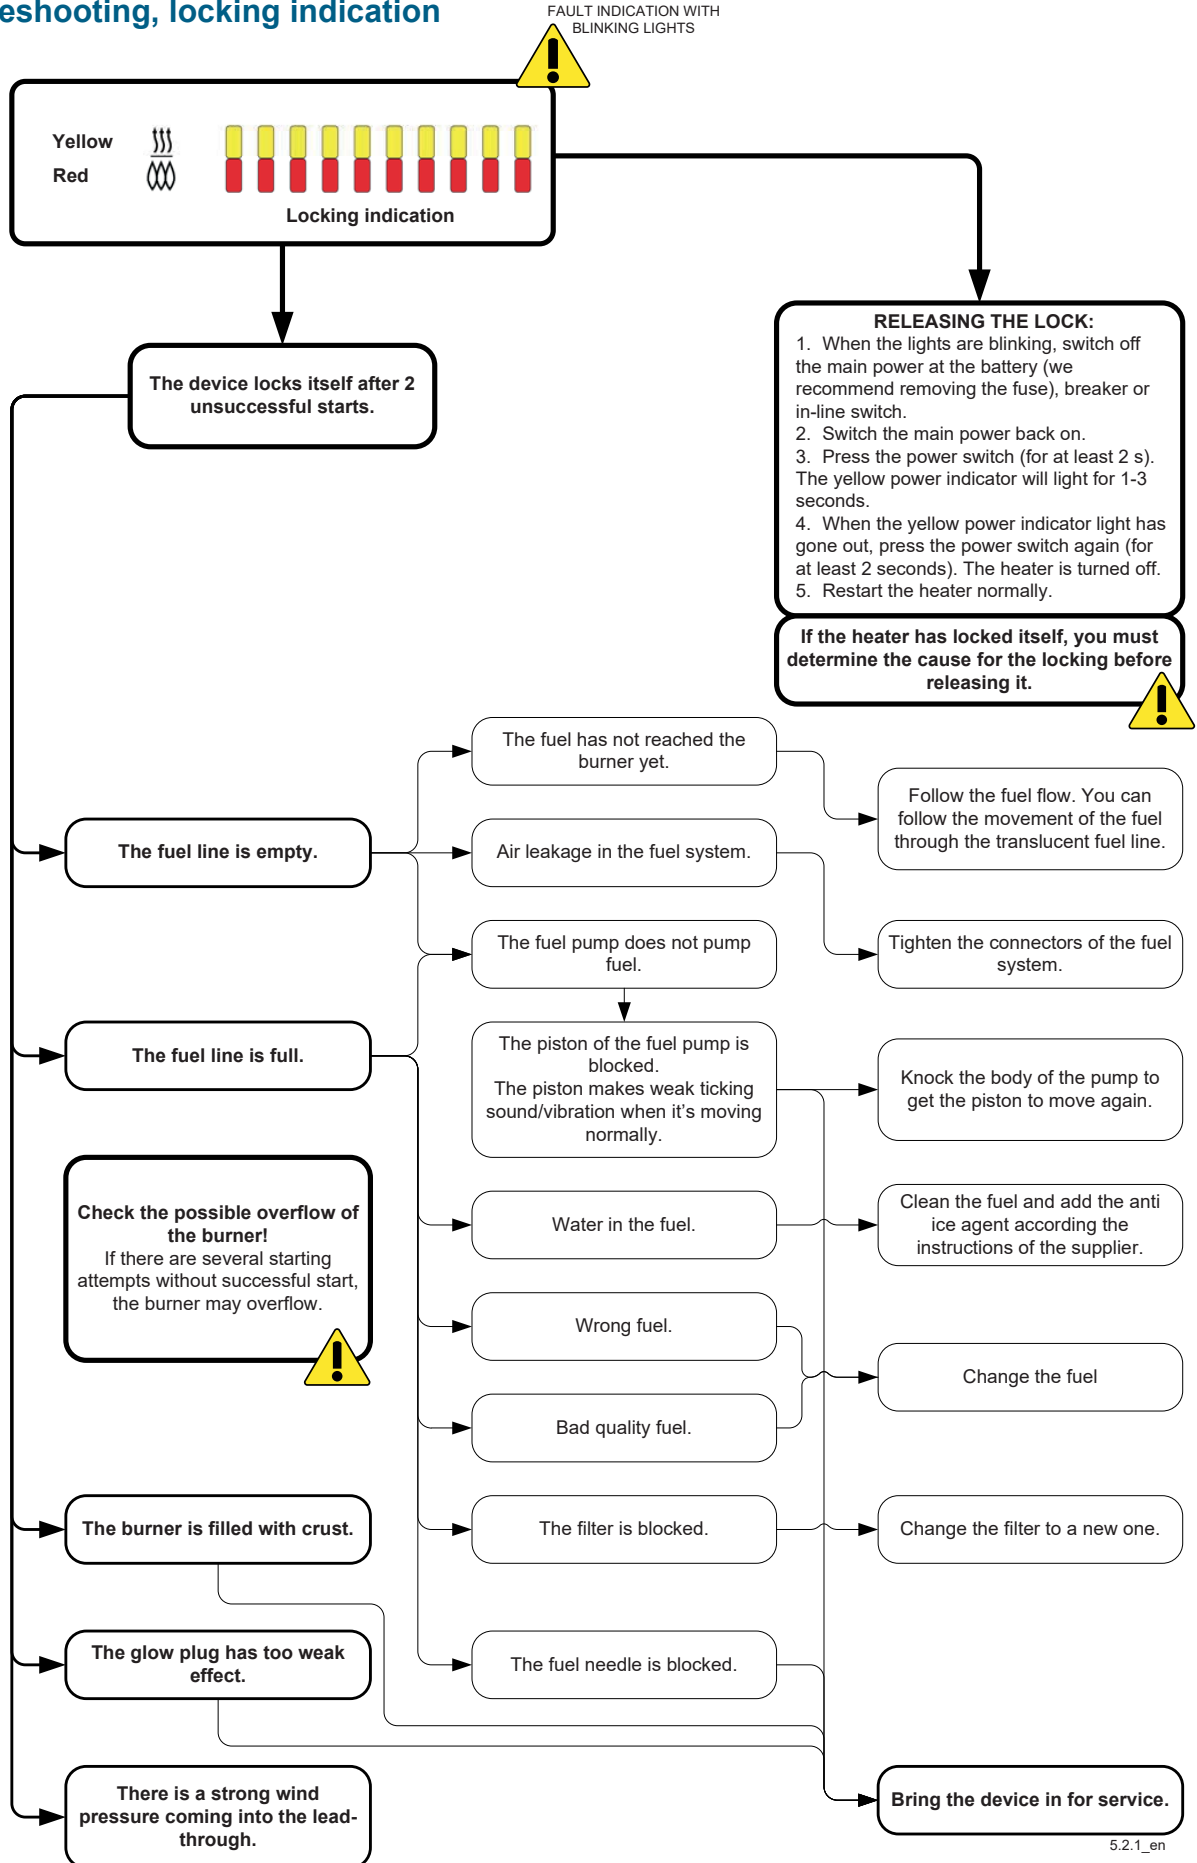 eshooting, locking indication
FAULT INDICATION WITH
BLINKING LIGHTS
Yellow
Red
Locking indication
The device locks itself after 2
unsuccessful starts.
RELEASING THE LOCK:
1. When the lights are blinking, switch off
the main power at the battery (we
recommend removing the fuse), breaker or
in-line switch.
2. Switch the main power back on.
3. Press the power switch (for at least 2 s).
The yellow power indicator will light for 1-3
seconds.
4. When the yellow power indicator light has
gone out, press the power switch again (for
at least 2 seconds). The heater is turned off.
5. Restart the heater normally.
If the heater has locked itself, you must
determine the cause for the locking before
releasing it.
The fuel has not reached the
burner yet.
Follow the fuel flow. You can
follow the movement of the fuel
through the translucent fuel line.
The fuel line is empty.
Air leakage in the fuel system.
The fuel pump does not pump
fuel.
Tighten the connectors of the fuel
system.
The fuel line is full.
The piston of the fuel pump is
blocked.
The piston makes weak ticking
sound/vibration when it's moving
normally.
Knock the body of the pump to
get the piston to move again.
Check the possible overflow of
the burner!
If there are several starting
attempts without successful start,
the burner may overflow.
Water in the fuel.
Clean the fuel and add the anti
ice agent according the
instructions of the supplier.
Wrong fuel.
Change the fuel
Bad quality fuel.
The burner is filled with crust.
The filter is blocked.
Change the filter to a new one.
The glow plug has too weak
effect.
The fuel needle is blocked.
There is a strong wind
pressure coming into the lead-
through.
Bring the device in for service.
5.2.1_en